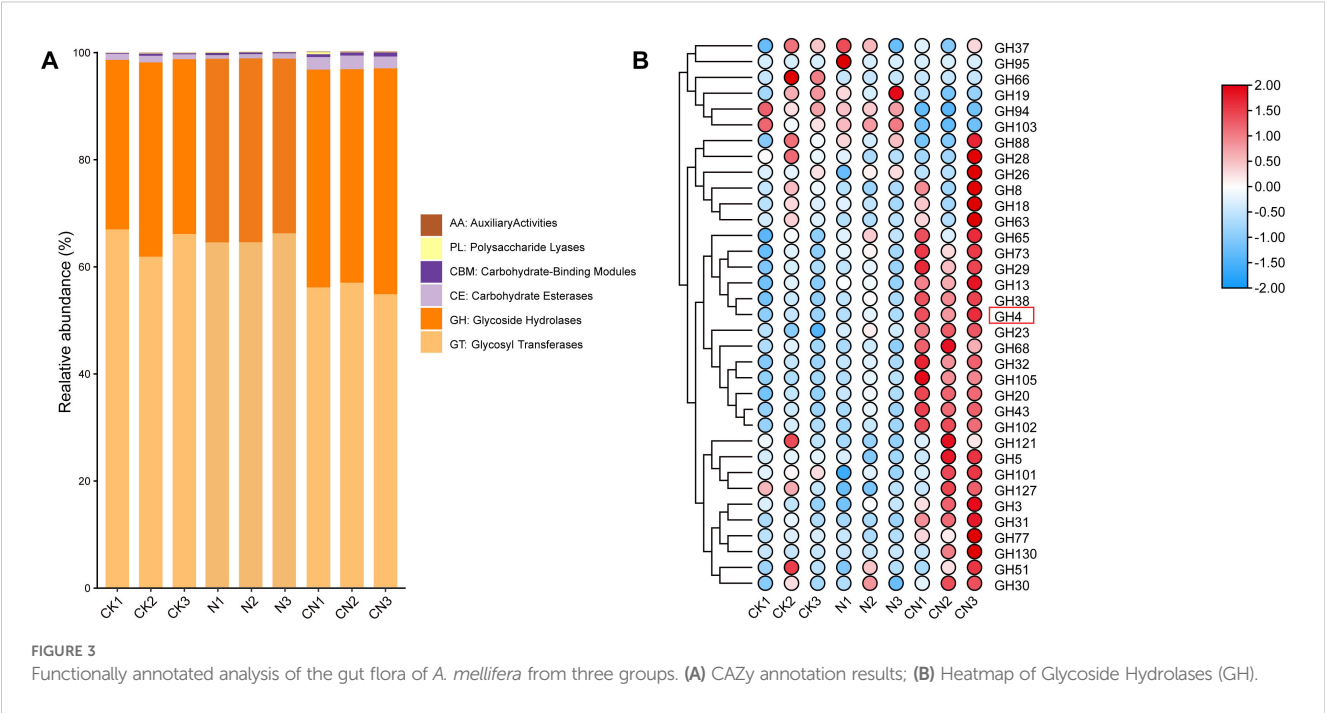 A
Realative abundance (%)
100
80
60
40
20
0
CK1
CK2
CK3
N1
N2
N3
CN1
CN2
CN3
AA: AuxiliaryActivities
PL: Polysaccharide Lyases
CBM: Carbohydrate-Binding Modules
CE: Carbohydrate Esterases
GH: Glycoside Hydrolases
GT: Glycosyl Transferases
B
GH37
GH95
GH66
GH19
GH94
GH103
GH88
GH28
GH26
GH8
GH18
GH63
GH65
GH73
GH29
GH13
GH38
GH4
GH23
GH68
GH32
GH105
GH20
GH43
GH102
GH121
GH5
GH101
GH127
GH3
GH31
GH77
GH130
GH51
GH30
CK1
CK2
CK3
N1
N2
N3
CN1
CN2
CN3
2.00
1.50
1.00
0.50
0.00
-0.50
-1.00
-1.50
-2.00
FIGURE 3
Functionally annotated analysis of the gut flora of A. mellifera from three groups. (A) CAZy annotation results; (B) Heatmap of Glycoside Hydrolases (GH).